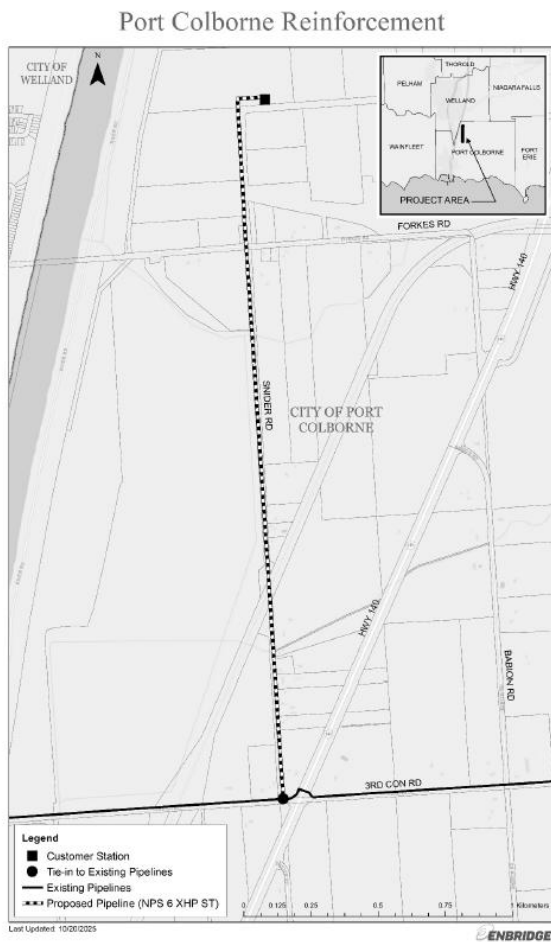 Port Colborne Reinforcement
CITY OF
WELLAND
N
THOROLD
PELHAM
NIAGARA FALLS
WELLAND
WAINFLEET
PORT COLBORNE
FORT
ERIE
PROJECT AREA
FORKES RD
HWY 140
SNIDER RD
CITY OF PORT
COLBORNE
HWY 140
BABION RD
3RD CON RD
Legend
Customer Station
Tie-in to Existing Pipelines
Existing Pipelines
Proposed Pipeline (NPS 6 XHP ST)
0 0.125 0.25 0.5 0.75 1 Kilometers
Last Updated: 10/20/2025
ENBRIDGE